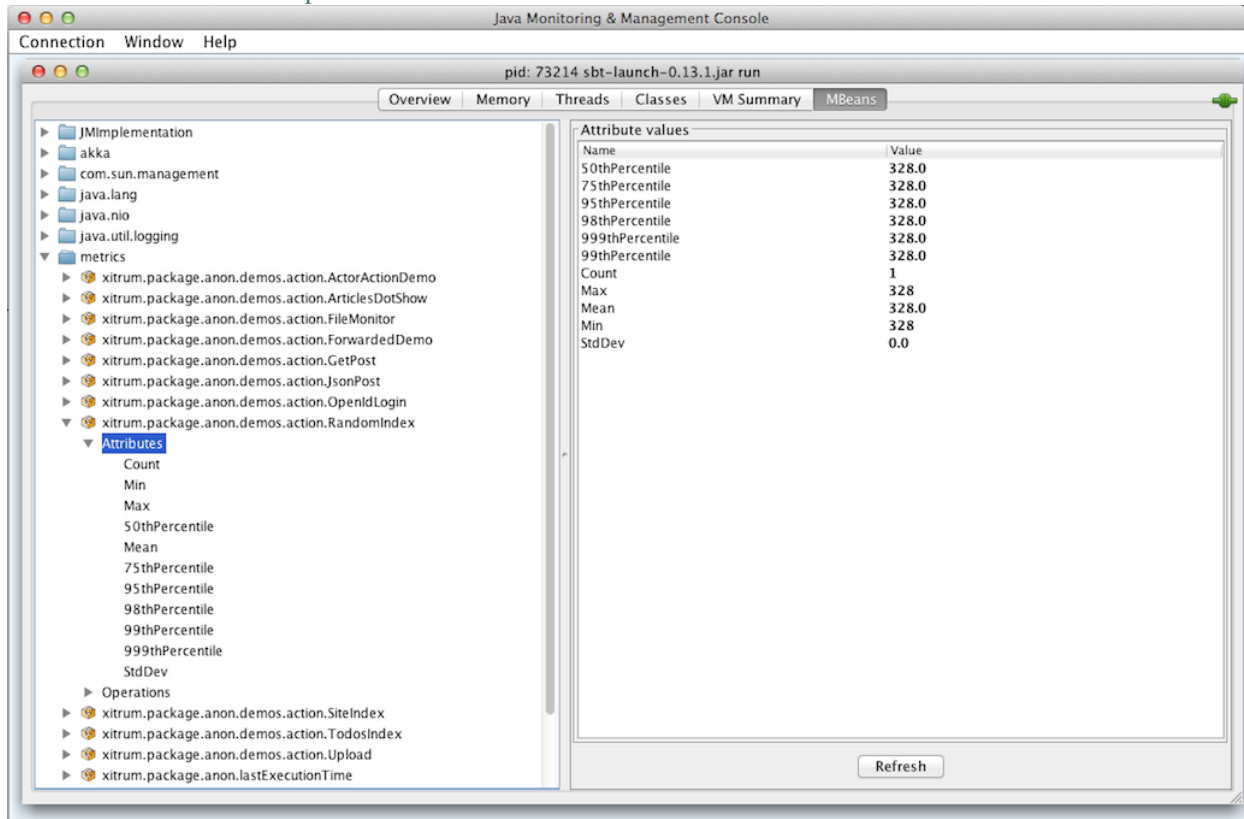 Java Monitoring & Management Console
Connection Window Help
pid: 73214 sbt-launch-0.13.1.jar run
Overview Memory Threads Classes VM Summary MBeans
JMImplementation
akka
com.sun.management
java.lang
java.nio
java.util.logging
metrics
xitrum.package.anon.demos.action.ActorActionDemo
xitrum.package.anon.demos.action.ArticlesDotShow
xitrum.package.anon.demos.action.FileMonitor
xitrum.package.anon.demos.action.ForwardedDemo
xitrum.package.anon.demos.action.GetPost
xitrum.package.anon.demos.action.JsonPost
xitrum.package.anon.demos.action.OpenIdLogin
xitrum.package.anon.demos.action.RandomIndex
Attributes
Count
Min
Max
50thPercentile
Mean
75thPercentile
95thPercentile
98thPercentile
99thPercentile
999thPercentile
StdDev
Operations
xitrum.package.anon.demos.action.SiteIndex
xitrum.package.anon.demos.action.TodosIndex
xitrum.package.anon.demos.action.Upload
xitrum.package.anon.lastExecutionTime
Attribute values
Name Value
50thPercentile 328.0
75thPercentile 328.0
95thPercentile 328.0
98thPercentile 328.0
999thPercentile 328.0
99thPercentile 328.0
Count 1
Max 328
Mean 328.0
Min 328
StdDev 0.0
Refresh